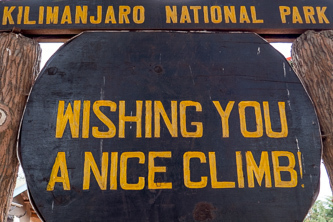 KILIMANJARO NATIONAL PARK
WISHING YOU
A NICE CLIMB!